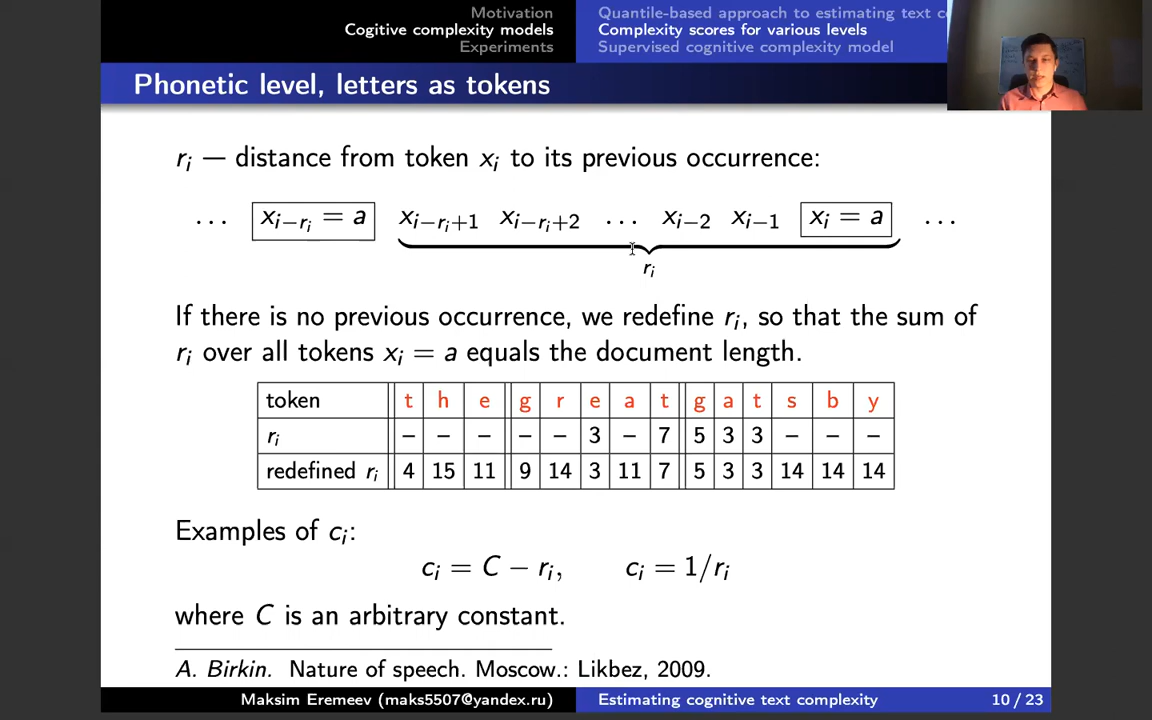 Motivation
Cogitive complexity models
Experiments
Quantile-based approach to estimating text c
Complexity scores for various levels
Supervised cognitive complexity model
Phonetic level, letters as tokens
rᵢ — distance from token xᵢ to its previous occurrence:
... x_{i−rᵢ} = a x_{i−rᵢ+1} x_{i−rᵢ+2} ... x_{i−2} x_{i−1} xᵢ = a ...
rᵢ
If there is no previous occurrence, we redefine rᵢ, so that the sum of
rᵢ over all tokens xᵢ = a equals the document length.
token t h e g r e a t g a t s b y
rᵢ – – – – – 3 – 7 5 3 3 – – –
redefined rᵢ 4 15 11 9 14 3 11 7 5 3 3 14 14 14
Examples of cᵢ:
cᵢ = C − rᵢ, cᵢ = 1/rᵢ
where C is an arbitrary constant.
A. Birkin. Nature of speech. Moscow.: Likbez, 2009.
Maksim Eremeev (maks5507@yandex.ru) Estimating cognitive text complexity 10 / 23